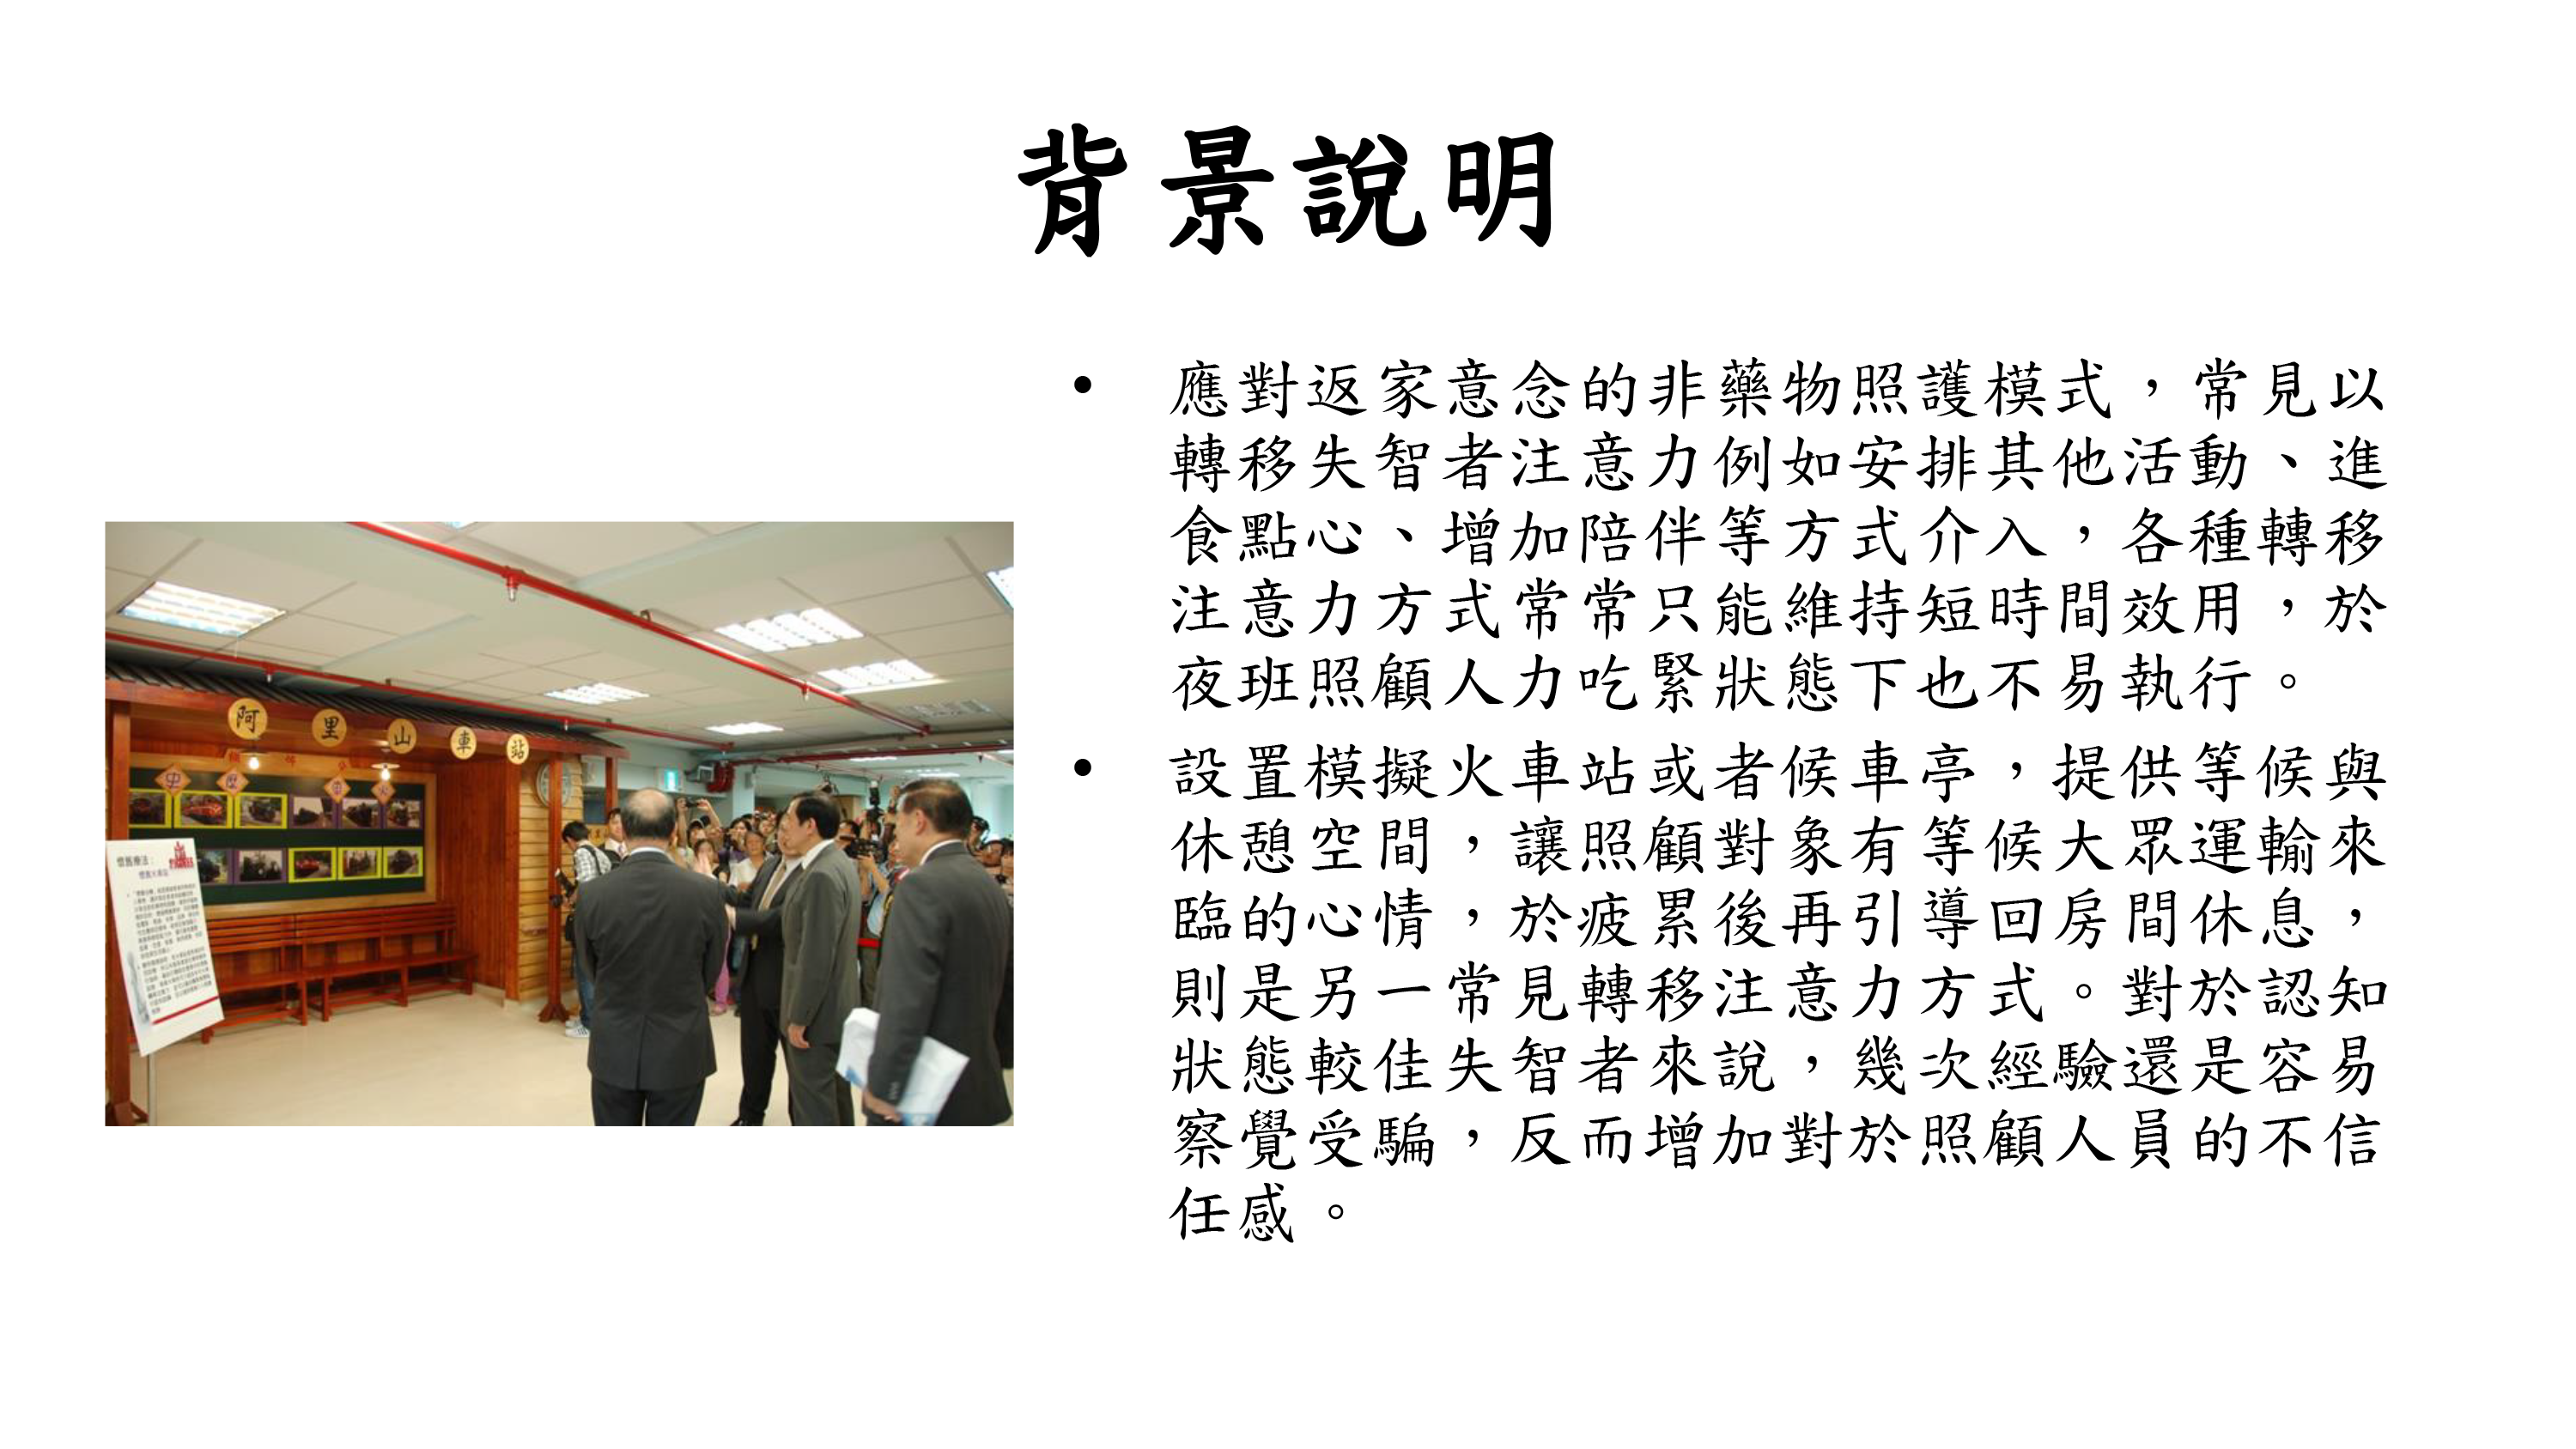 背景說明
• 應對返家意念的非藥物照護模式，常見以
轉移失智者注意力例如安排其他活動、進
食點心、增加陪伴等方式介入，各種轉移
注意力方式常常只能維持短時間效用，於
夜班照顧人力吃緊狀態下也不易執行。
• 設置模擬火車站或者候車亭，提供等候與
休憩空間，讓照顧對象有等候大眾運輸來
臨的心情，於疲累後再引導回房間休息，
則是另一常見轉移注意力方式。對於認知
狀態較佳失智者來說，幾次經驗還是容易
察覺受騙，反而增加對於照顧人員的不信
任感。
阿里山車站
史歷車火
懷舊療法：